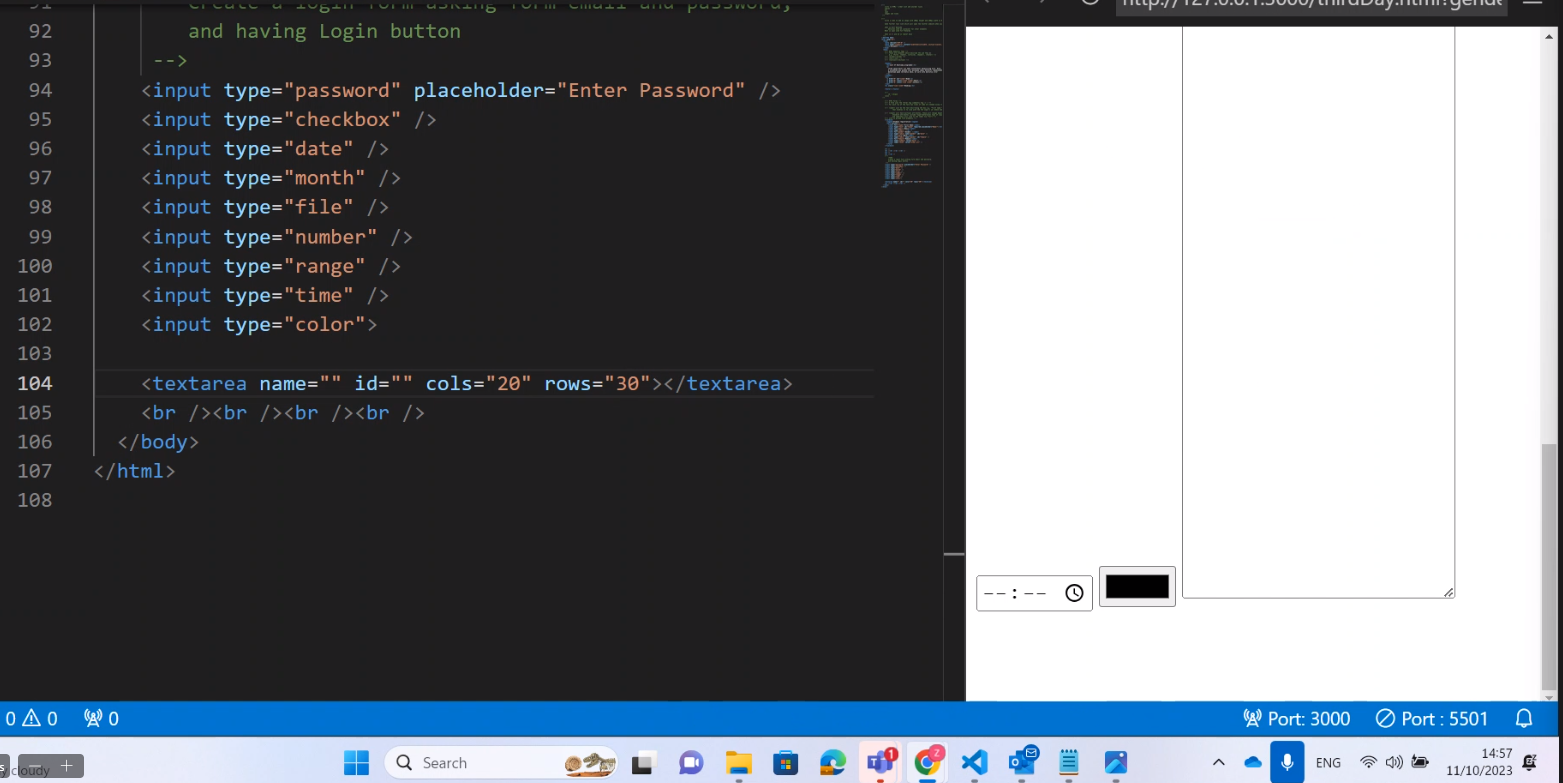 91 create a login form asking form email and password,
92 and having Login button
93 -->
94 <input type="password" placeholder="Enter Password" />
95 <input type="checkbox" />
96 <input type="date" />
97 <input type="month" />
98 <input type="file" />
99 <input type="number" />
100 <input type="range" />
101 <input type="time" />
102 <input type="color">
103
104 <textarea name="" id="" cols="20" rows="30"></textarea>
105 <br /><br /><br /><br />
106 </body>
107 </html>
108
http://127.0.0.1:3000/thirdDay.html?gende
--:--
0 0 0
Port: 3000 Port : 5501
cloudy
Search
1
2
ENG
14:57
11/10/2023